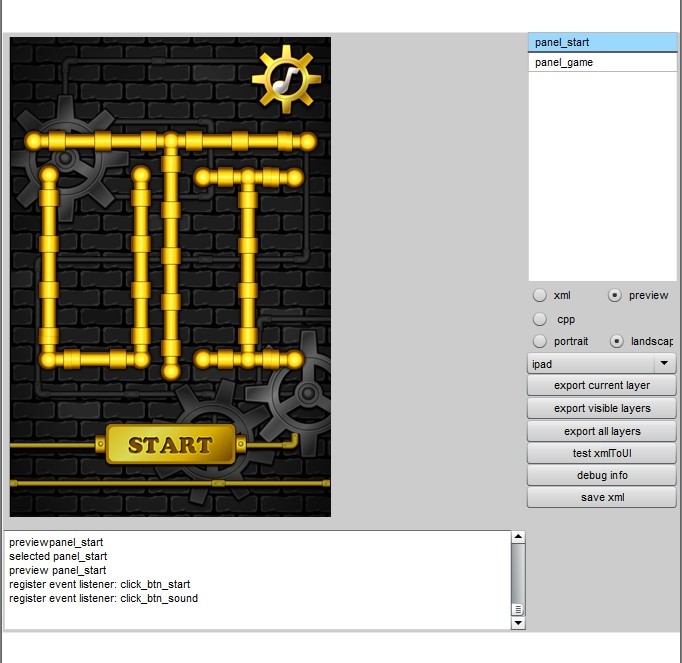 panel_start
panel_game
UIT
START
xml
preview
cpp
portrait
landscap
ipad
export current layer
export visible layers
export all layers
test xmlToUI
debug info
save xml
previewpanel_start
selected panel_start
preview panel_start
register event listener: click_btn_start
register event listener: click_btn_sound